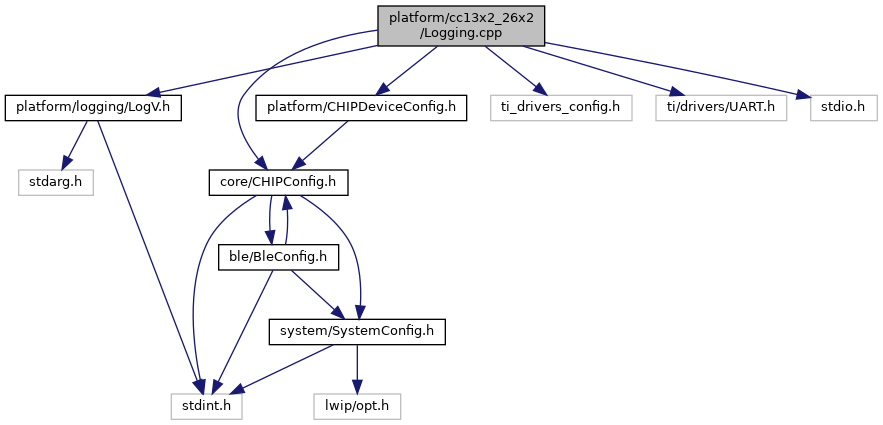 platform/cc13x2_26x2
/Logging.cpp
platform/logging/LogV.h
platform/CHIPDeviceConfig.h
ti_drivers_config.h
ti/drivers/UART.h
stdio.h
stdarg.h
core/CHIPConfig.h
ble/BleConfig.h
system/SystemConfig.h
stdint.h
lwip/opt.h